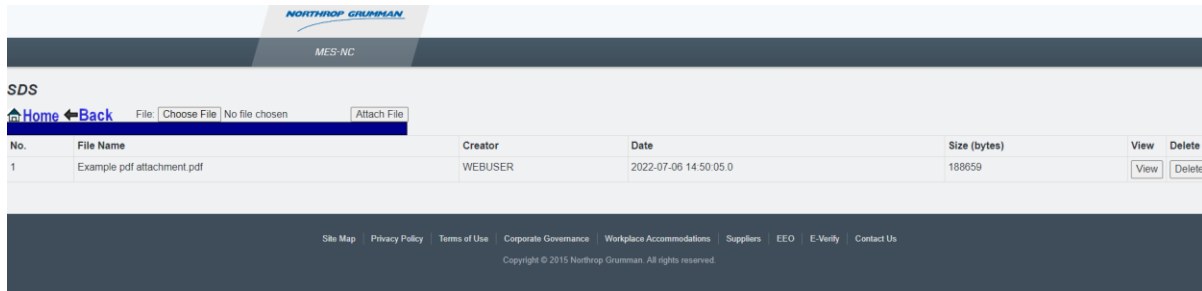 NORTHROP GRUMMAN
MES-NC
SDS
Home Back File: Choose File No file chosen Attach File
No. File Name Creator Date Size (bytes) View Delete
1 Example pdf attachment.pdf WEBUSER 2022-07-06 14:50:05.0 188659 View Delete
Site Map Privacy Policy Terms of Use Corporate Governance Workplace Accommodations Suppliers EEO E-Verify Contact Us
Copyright © 2015 Northrop Grumman. All rights reserved.